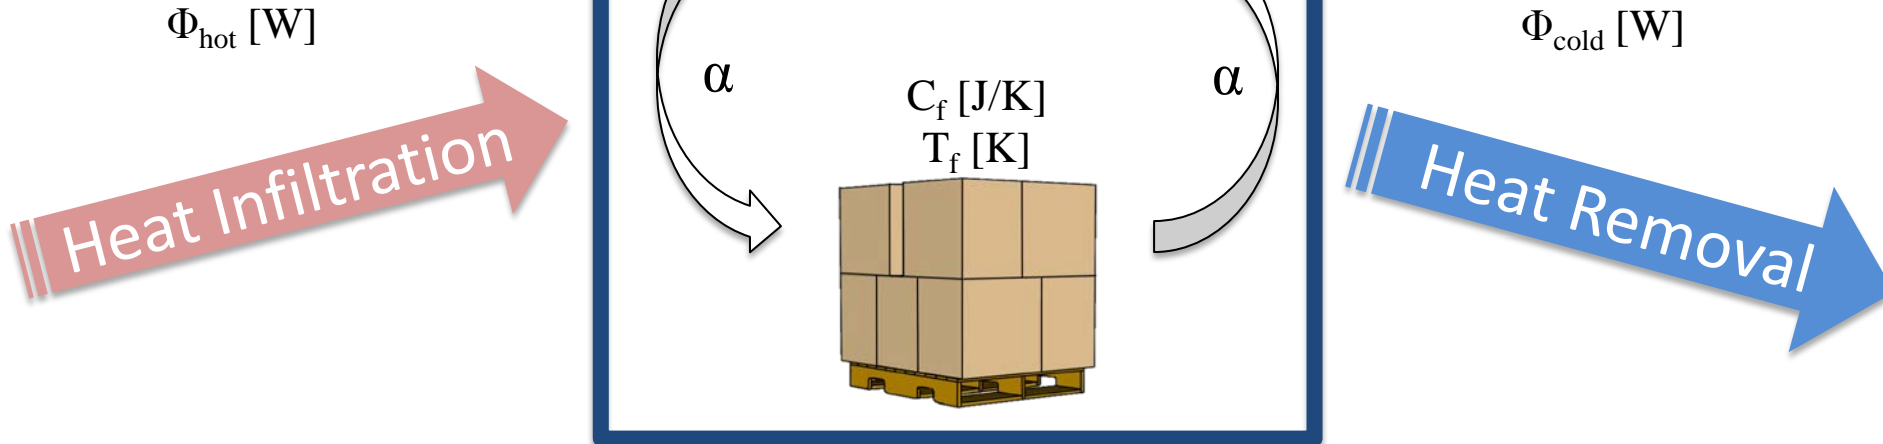 Φhot [W]
Φcold [W]
α
α
Cf [J/K]
Tf [K]
Heat Infiltration
Heat Removal